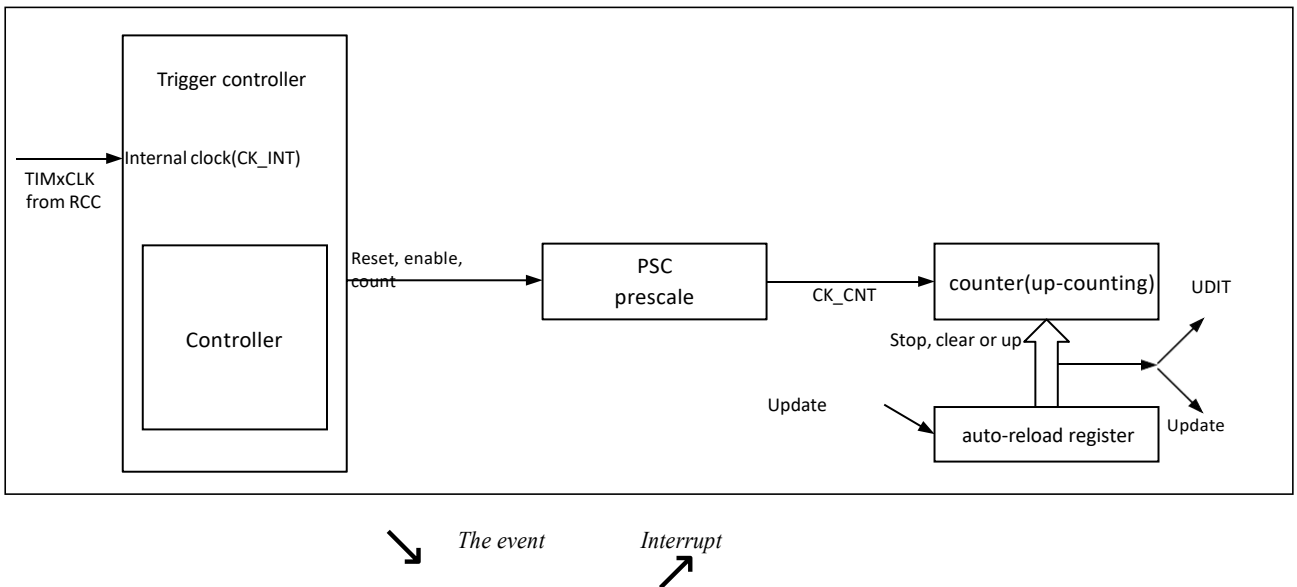 Trigger controller
Internal clock(CK_INT)
TIMxCLK
from RCC
Reset, enable,
count
Controller
PSC
prescale
CK_CNT
counter(up-counting)
UDIT
Stop, clear or up
Update
auto-reload register
Update
The event
Interrupt